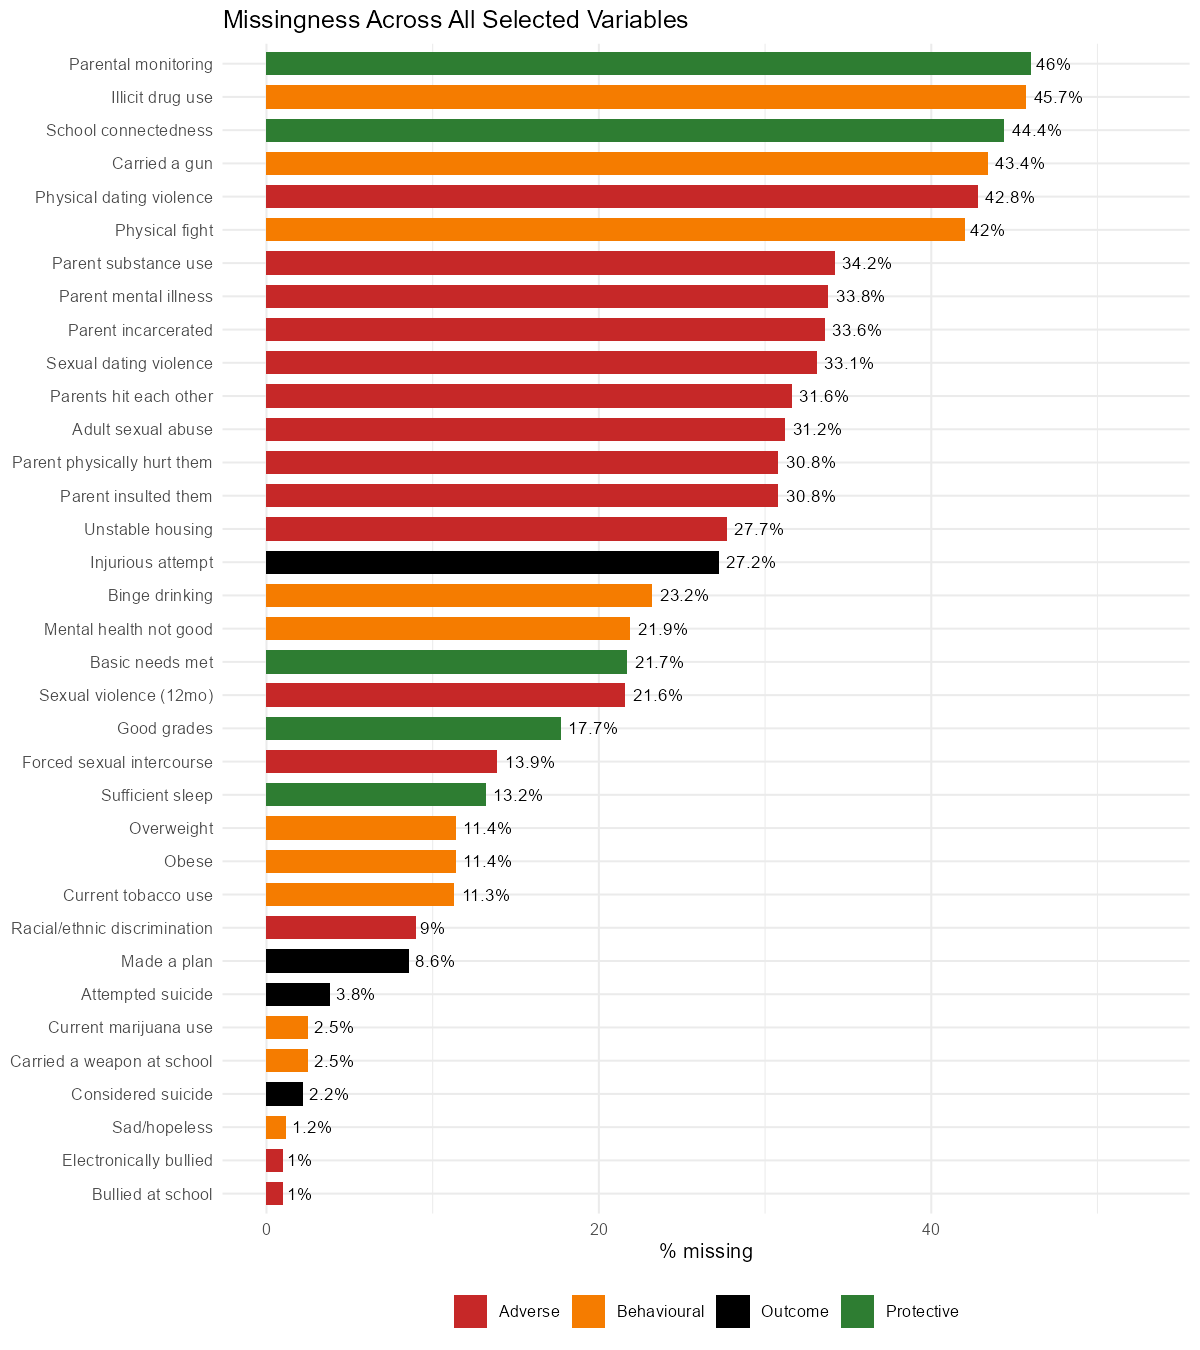 Missingness Across All Selected Variables
Parental monitoring 46%
Illicit drug use 45.7%
School connectedness 44.4%
Carried a gun 43.4%
Physical dating violence 42.8%
Physical fight 42%
Parent substance use 34.2%
Parent mental illness 33.8%
Parent incarcerated 33.6%
Sexual dating violence 33.1%
Parents hit each other 31.6%
Adult sexual abuse 31.2%
Parent physically hurt them 30.8%
Parent insulted them 30.8%
Unstable housing 27.7%
Injurious attempt 27.2%
Binge drinking 23.2%
Mental health not good 21.9%
Basic needs met 21.7%
Sexual violence (12mo) 21.6%
Good grades 17.7%
Forced sexual intercourse 13.9%
Sufficient sleep 13.2%
Overweight 11.4%
Obese 11.4%
Current tobacco use 11.3%
Racial/ethnic discrimination 9%
Made a plan 8.6%
Attempted suicide 3.8%
Current marijuana use 2.5%
Carried a weapon at school 2.5%
Considered suicide 2.2%
Sad/hopeless 1.2%
Electronically bullied 1%
Bullied at school 1%
0 20 40
% missing
Adverse Behavioural Outcome Protective